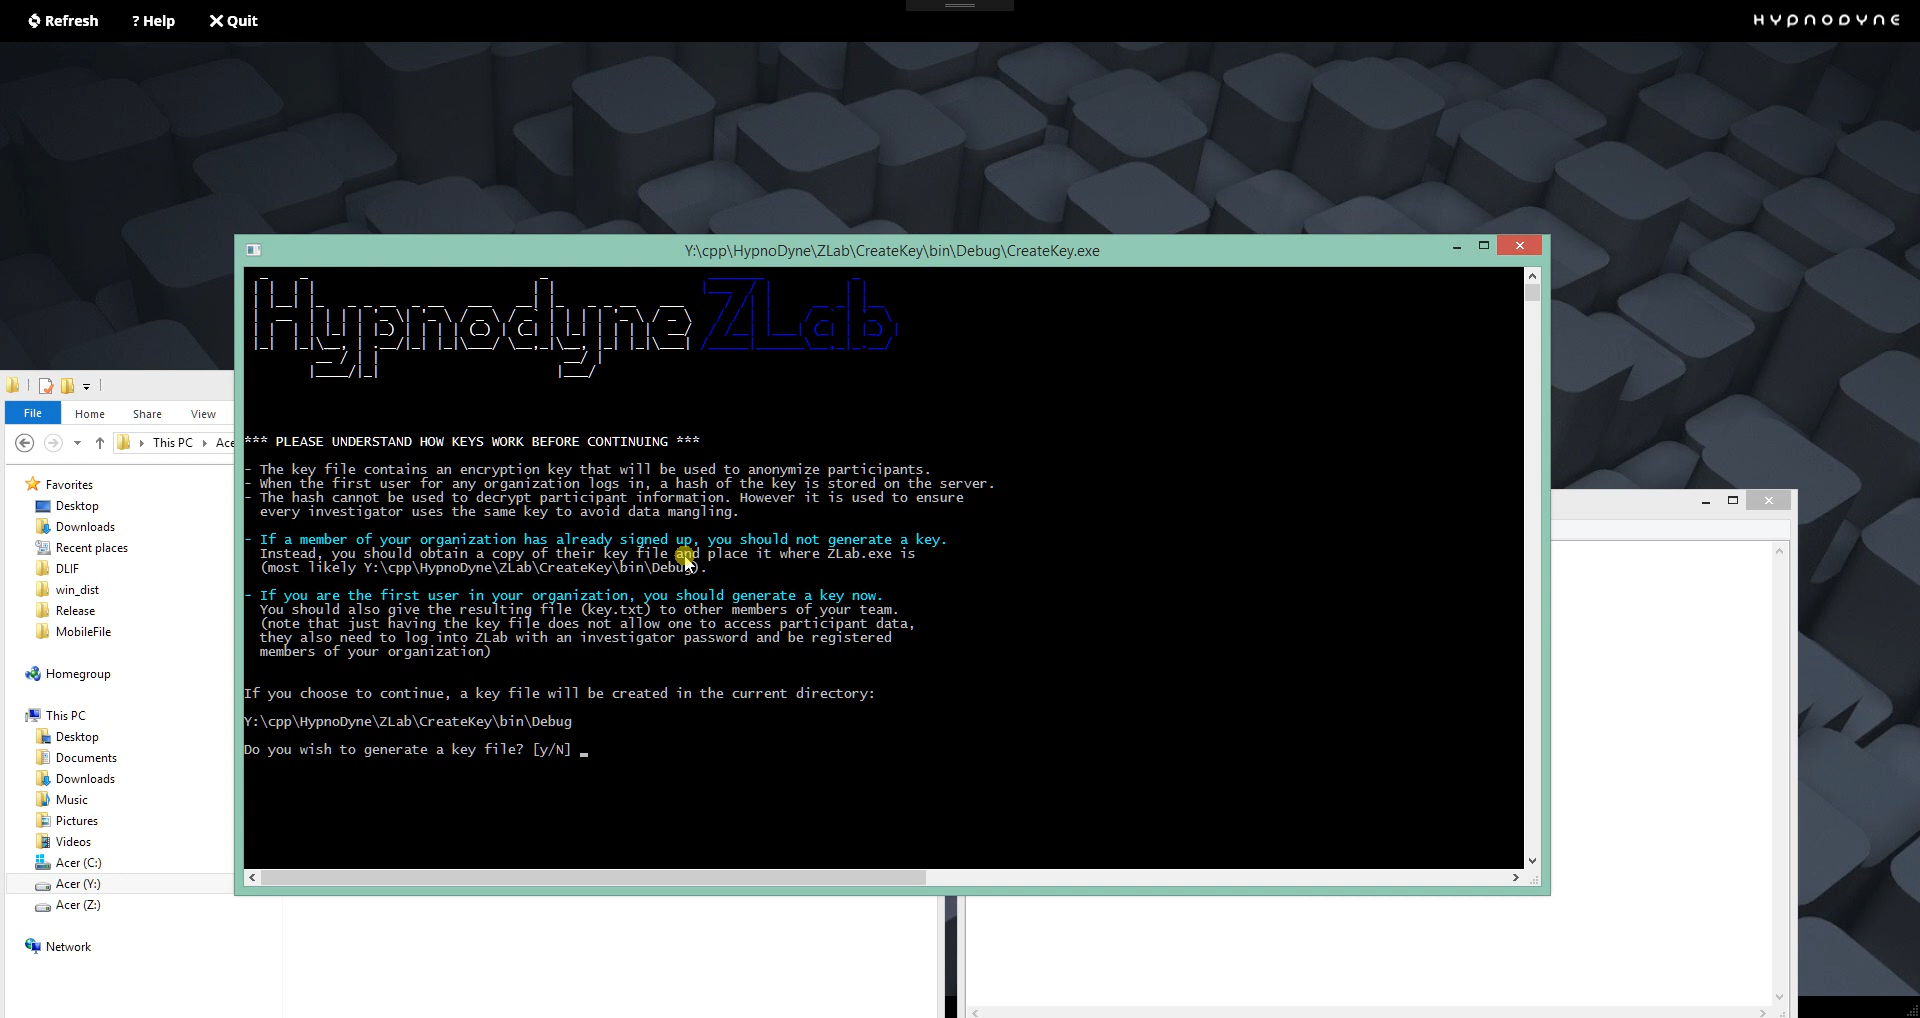 Refresh
? Help
Quit
HYPNODYNE
Y:\cpp\HypnoDyne\ZLab\CreateKey\bin\Debug\CreateKey.exe
Hypnodyne ZLab
File
Home
Share
View
This PC
Ace
Favorites
Desktop
Downloads
Recent places
DLIF
win_dist
Release
MobileFile
Homegroup
This PC
Desktop
Documents
Downloads
Music
Pictures
Videos
Acer (C:)
Acer (Y:)
Acer (Z:)
Network
*** PLEASE UNDERSTAND HOW KEYS WORK BEFORE CONTINUING ***
- The key file contains an encryption key that will be used to anonymize participants.
- When the first user for any organization logs in, a hash of the key is stored on the server.
- The hash cannot be used to decrypt participant information. However it is used to ensure
every investigator uses the same key to avoid data mangling.
- If a member of your organization has already signed up, you should not generate a key.
Instead, you should obtain a copy of their key file and place it where ZLab.exe is
(most likely Y:\cpp\HypnoDyne\ZLab\CreateKey\bin\Debug).
- If you are the first user in your organization, you should generate a key now.
You should also give the resulting file (key.txt) to other members of your team.
(note that just having the key file does not allow one to access participant data,
they also need to log into ZLab with an investigator password and be registered
members of your organization)
If you choose to continue, a key file will be created in the current directory:
Y:\cpp\HypnoDyne\ZLab\CreateKey\bin\Debug
Do you wish to generate a key file? [y/N] _